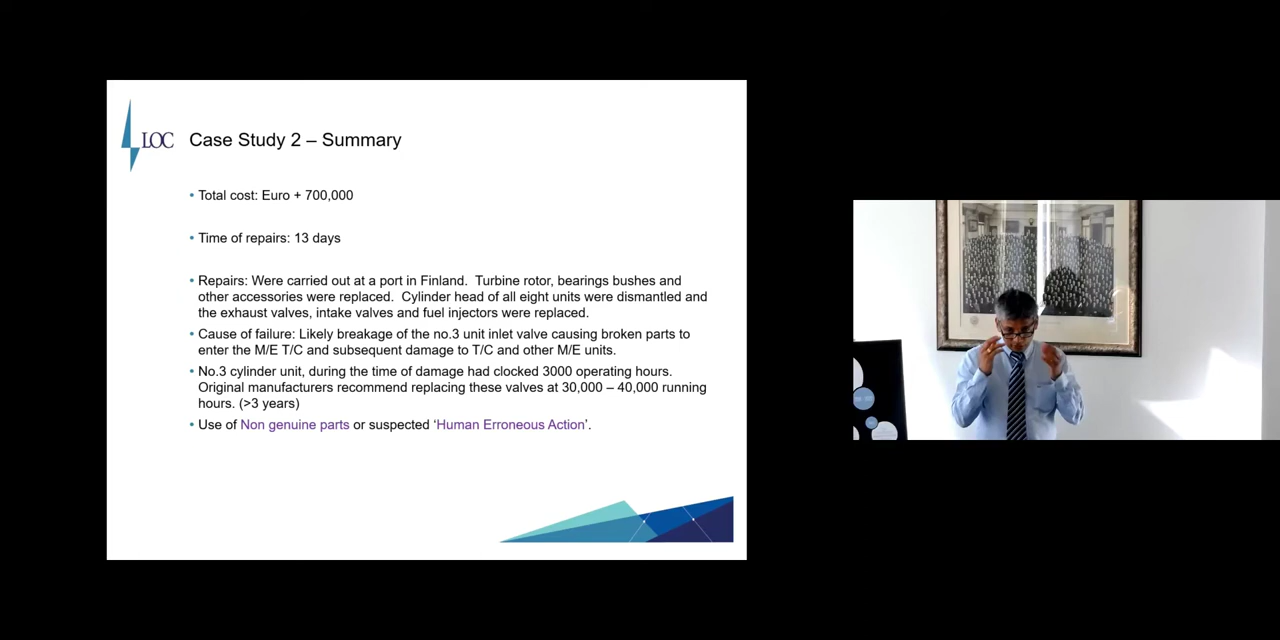 LOC
Case Study 2 – Summary
• Total cost: Euro + 700,000
• Time of repairs: 13 days
• Repairs: Were carried out at a port in Finland.  Turbine rotor, bearings bushes and
other accessories were replaced.  Cylinder head of all eight units were dismantled and
the exhaust valves, intake valves and fuel injectors were replaced.
• Cause of failure: Likely breakage of the no.3 unit inlet valve causing broken parts to
enter the M/E T/C and subsequent damage to T/C and other M/E units.
• No.3 cylinder unit, during the time of damage had clocked 3000 operating hours.
Original manufacturers recommend replacing these valves at 30,000 – 40,000 running
hours. (>3 years)
• Use of Non genuine parts or suspected ‘Human Erroneous Action’.